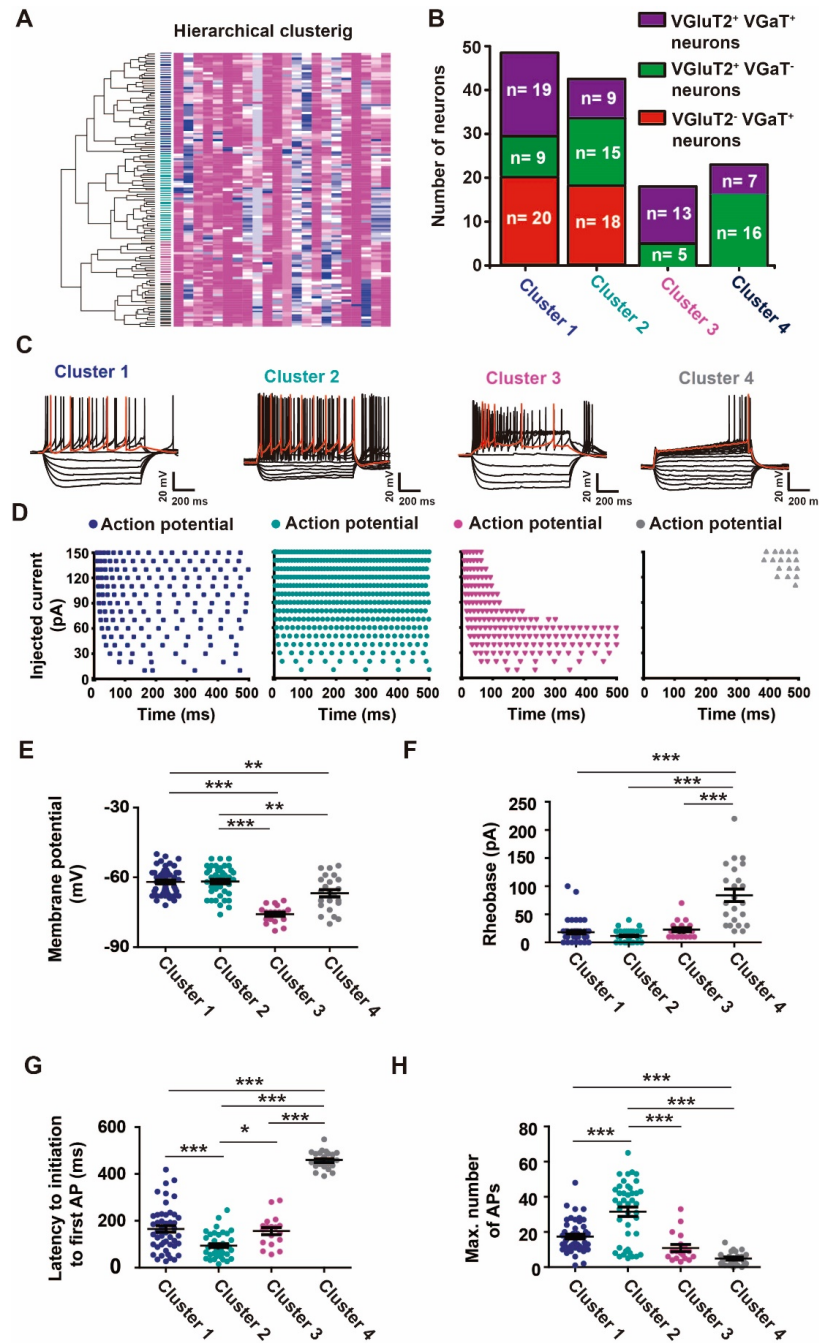 A
Hierarchical clusterig
B
Number of neurons
50
40
30
20
10
0
n= 19
n= 9
n= 20
n= 9
n= 15
n= 18
n= 13
n= 5
n= 7
n= 16
Cluster 1
Cluster 2
Cluster 3
Cluster 4
VGluT2+ VGaT+
neurons
VGluT2+ VGaT-
neurons
VGluT2- VGaT+
neurons
C
Cluster 1
20 mV
200 ms
Cluster 2
20 mV
200 ms
Cluster 3
20 mV
200 ms
Cluster 4
20 mV
200 ms
D
Action potential
Action potential
Action potential
Action potential
Injected current
(pA)
150
120
90
60
30
0
0 100 200 300 400 500
0 100 200 300 400 500
0 100 200 300 400 500
0 100 200 300 400 500
Time (ms)
Time (ms)
Time (ms)
Time (ms)
E
Membrane potential
(mV)
-30
-60
-90
**
***
**
***
Cluster 1
Cluster 2
Cluster 3
Cluster 4
F
Rheobase (pA)
250
200
150
100
50
0
***
***
***
Cluster 1
Cluster 2
Cluster 3
Cluster 4
G
Latency to initiation
to first AP (ms)
600
400
200
0
***
***
***
*
***
Cluster 1
Cluster 2
Cluster 3
Cluster 4
H
Max. number
of APs
80
60
40
20
0
***
***
***
***
Cluster 1
Cluster 2
Cluster 3
Cluster 4